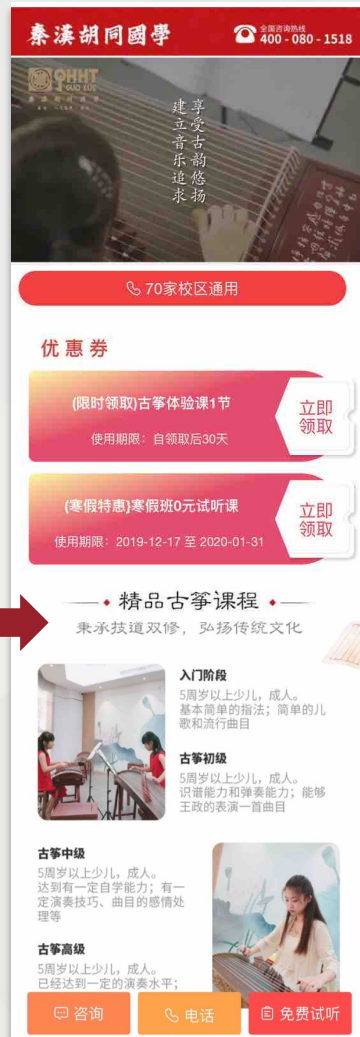 秦漢胡同國學
全国咨询热线
400-080-1518
QHHT
GUO XUE
享受古韵悠扬
建立音乐追求
70家校区通用
优惠券
(限时领取)古筝体验课1节
使用期限：自领取后30天
立即
领取
(寒假特惠}寒假班0元试听课
使用期限：2019-12-17 至 2020-01-31
立即
领取
精品古筝课程
秉承技道双修，弘扬传统文化
入门阶段
5周岁以上少儿，成人。
基本简单的指法；简单的儿
歌和流行曲目
古筝初级
5周岁以上少儿，成人。
识谱能力和弹奏能力；能够
王政的表演一首曲目
古筝中级
5周岁以上少儿，成人。
达到有一定自学能力；有一
定演奏技巧、曲目的感情处
理等
古筝高级
5周岁以上少儿，成人。
已经达到一定的演奏水平；
咨询
电话
免费试听